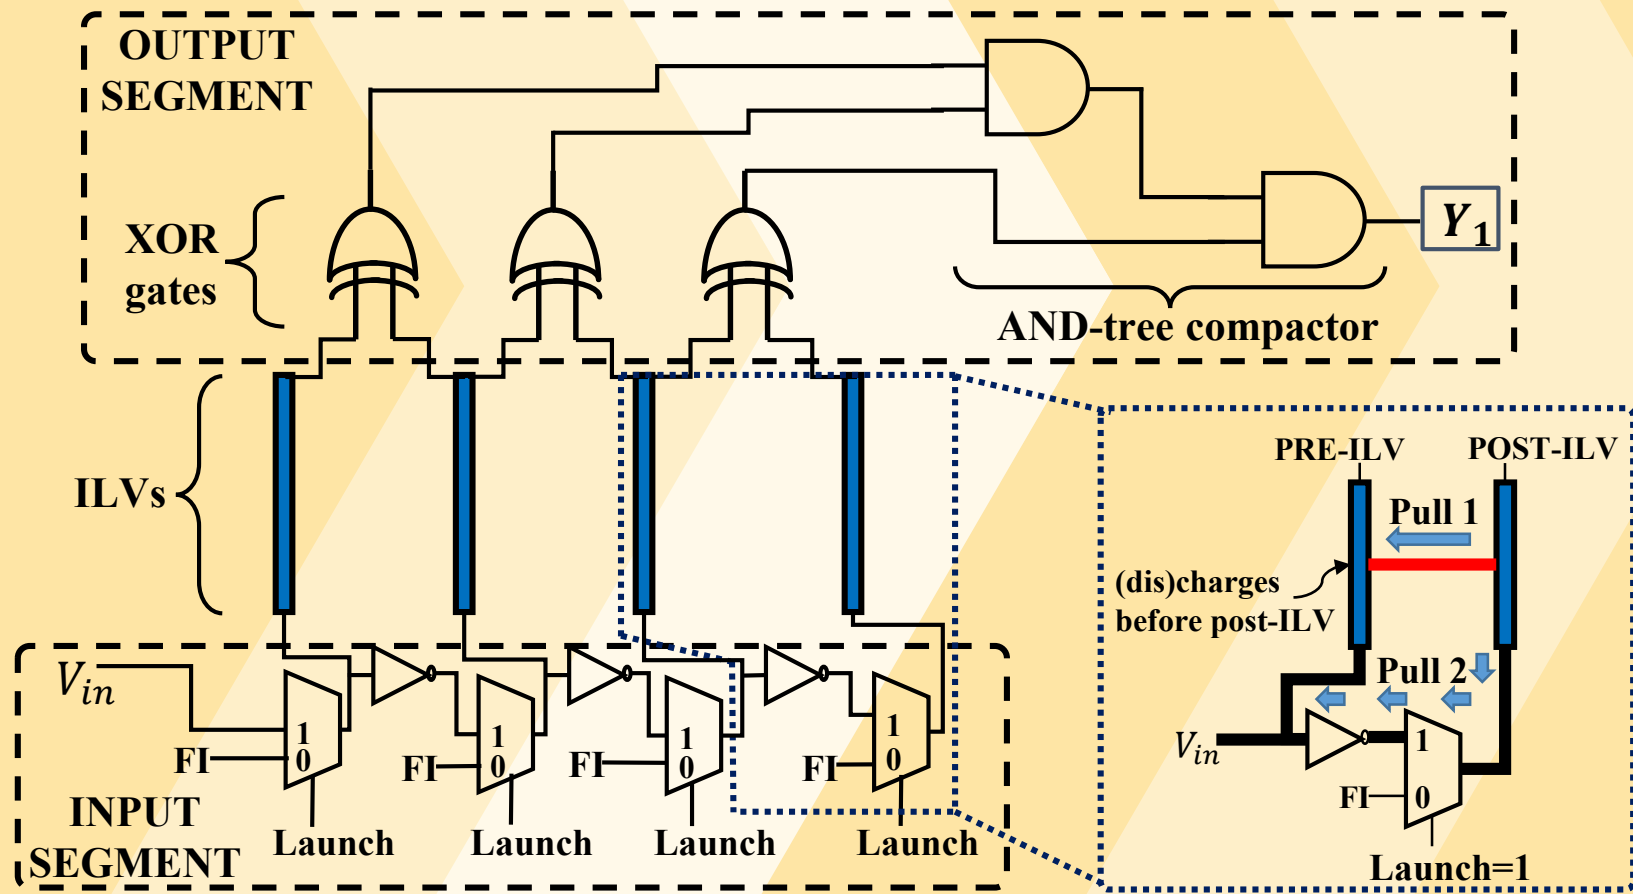 OUTPUT
SEGMENT
XOR
gates
Y₁
AND-tree compactor
ILVs
PRE-ILV
POST-ILV
Pull 1
(dis)charges
before post-ILV
Pull 2
V_in
1
0
FI
Launch=1
V_in
1
0
FI
Launch
1
0
FI
Launch
1
0
FI
Launch
1
0
FI
Launch
INPUT
SEGMENT